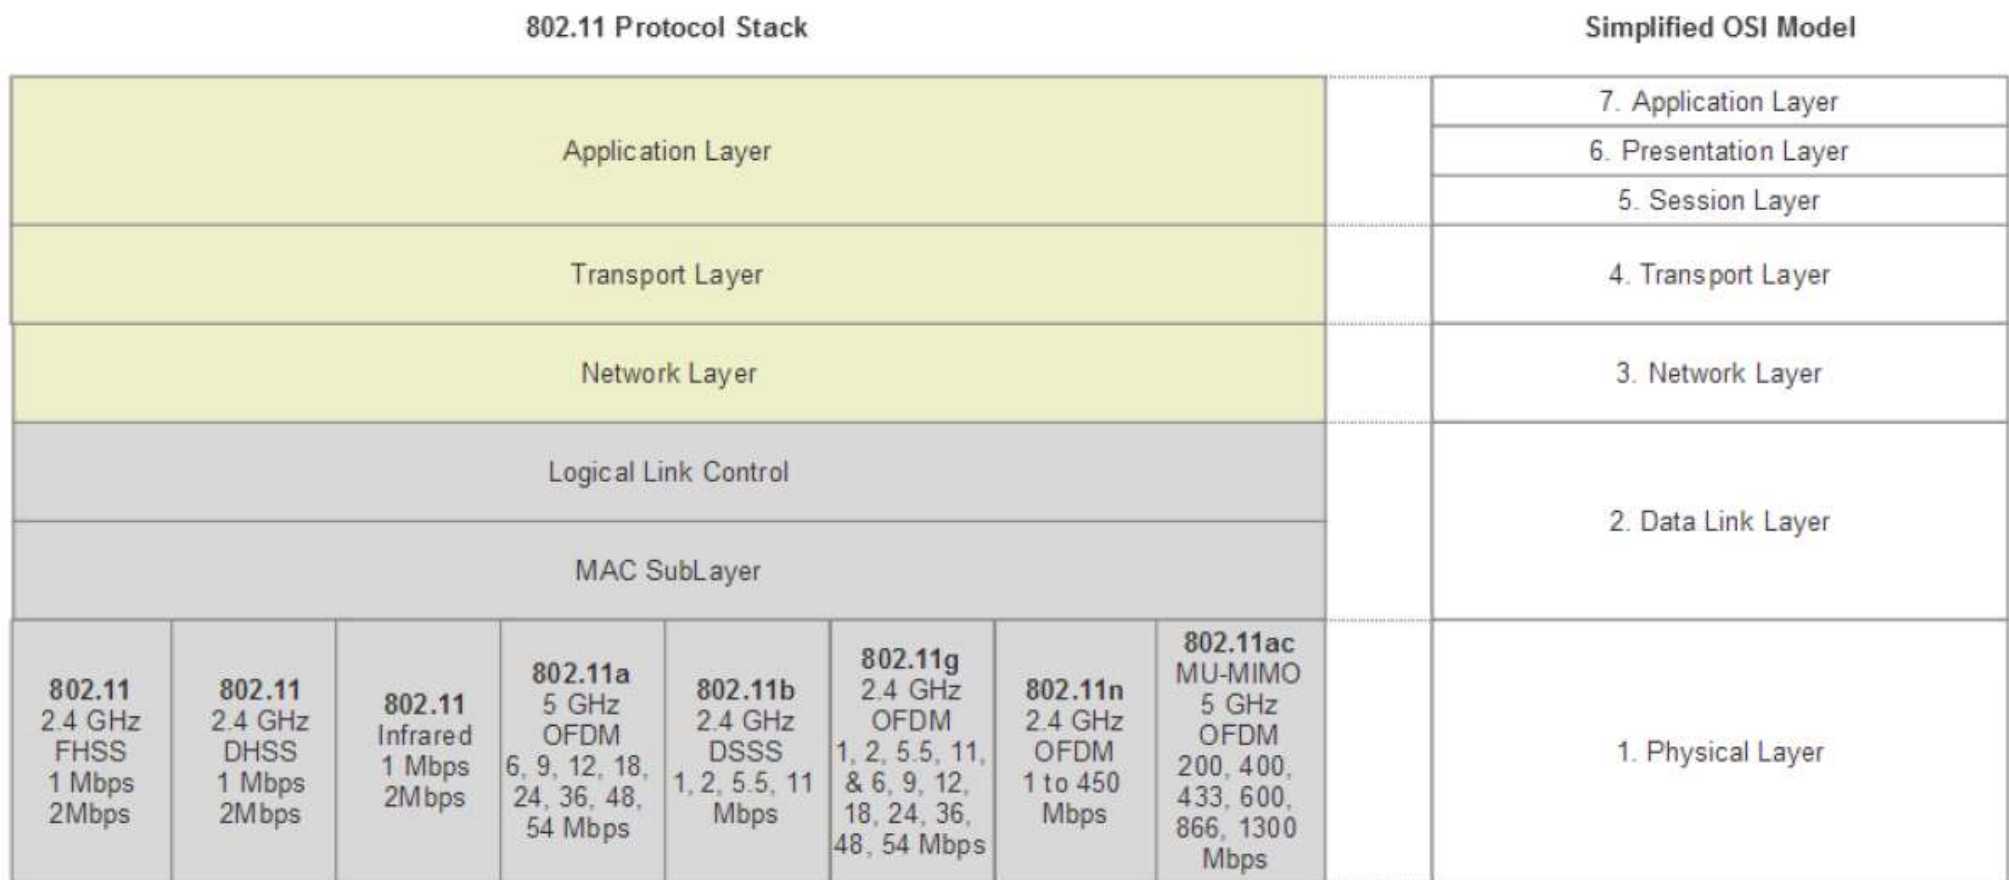 802.11 Protocol Stack
Simplified OSI Model
Application Layer
7. Application Layer
6. Presentation Layer
5. Session Layer
Transport Layer
4. Transport Layer
Network Layer
3. Network Layer
Logical Link Control
MAC SubLayer
2. Data Link Layer
802.11
2.4 GHz
FHSS
1 Mbps
2Mbps
802.11
2.4 GHz
DHSS
1 Mbps
2Mbps
802.11
Infrared
1 Mbps
2Mbps
802.11a
5 GHz
OFDM
6, 9, 12, 18,
24, 36, 48,
54 Mbps
802.11b
2.4 GHz
DSSS
1, 2, 5.5, 11
Mbps
802.11g
2.4 GHz
OFDM
1, 2, 5.5, 11,
& 6, 9, 12,
18, 24, 36,
48, 54 Mbps
802.11n
2.4 GHz
OFDM
1 to 450
Mbps
802.11ac
MU-MIMO
5 GHz
OFDM
200, 400,
433, 600,
866, 1300
Mbps
1. Physical Layer